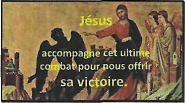 Jésus
accompagne cet ultime
combat pour nous offrir
sa victoire.